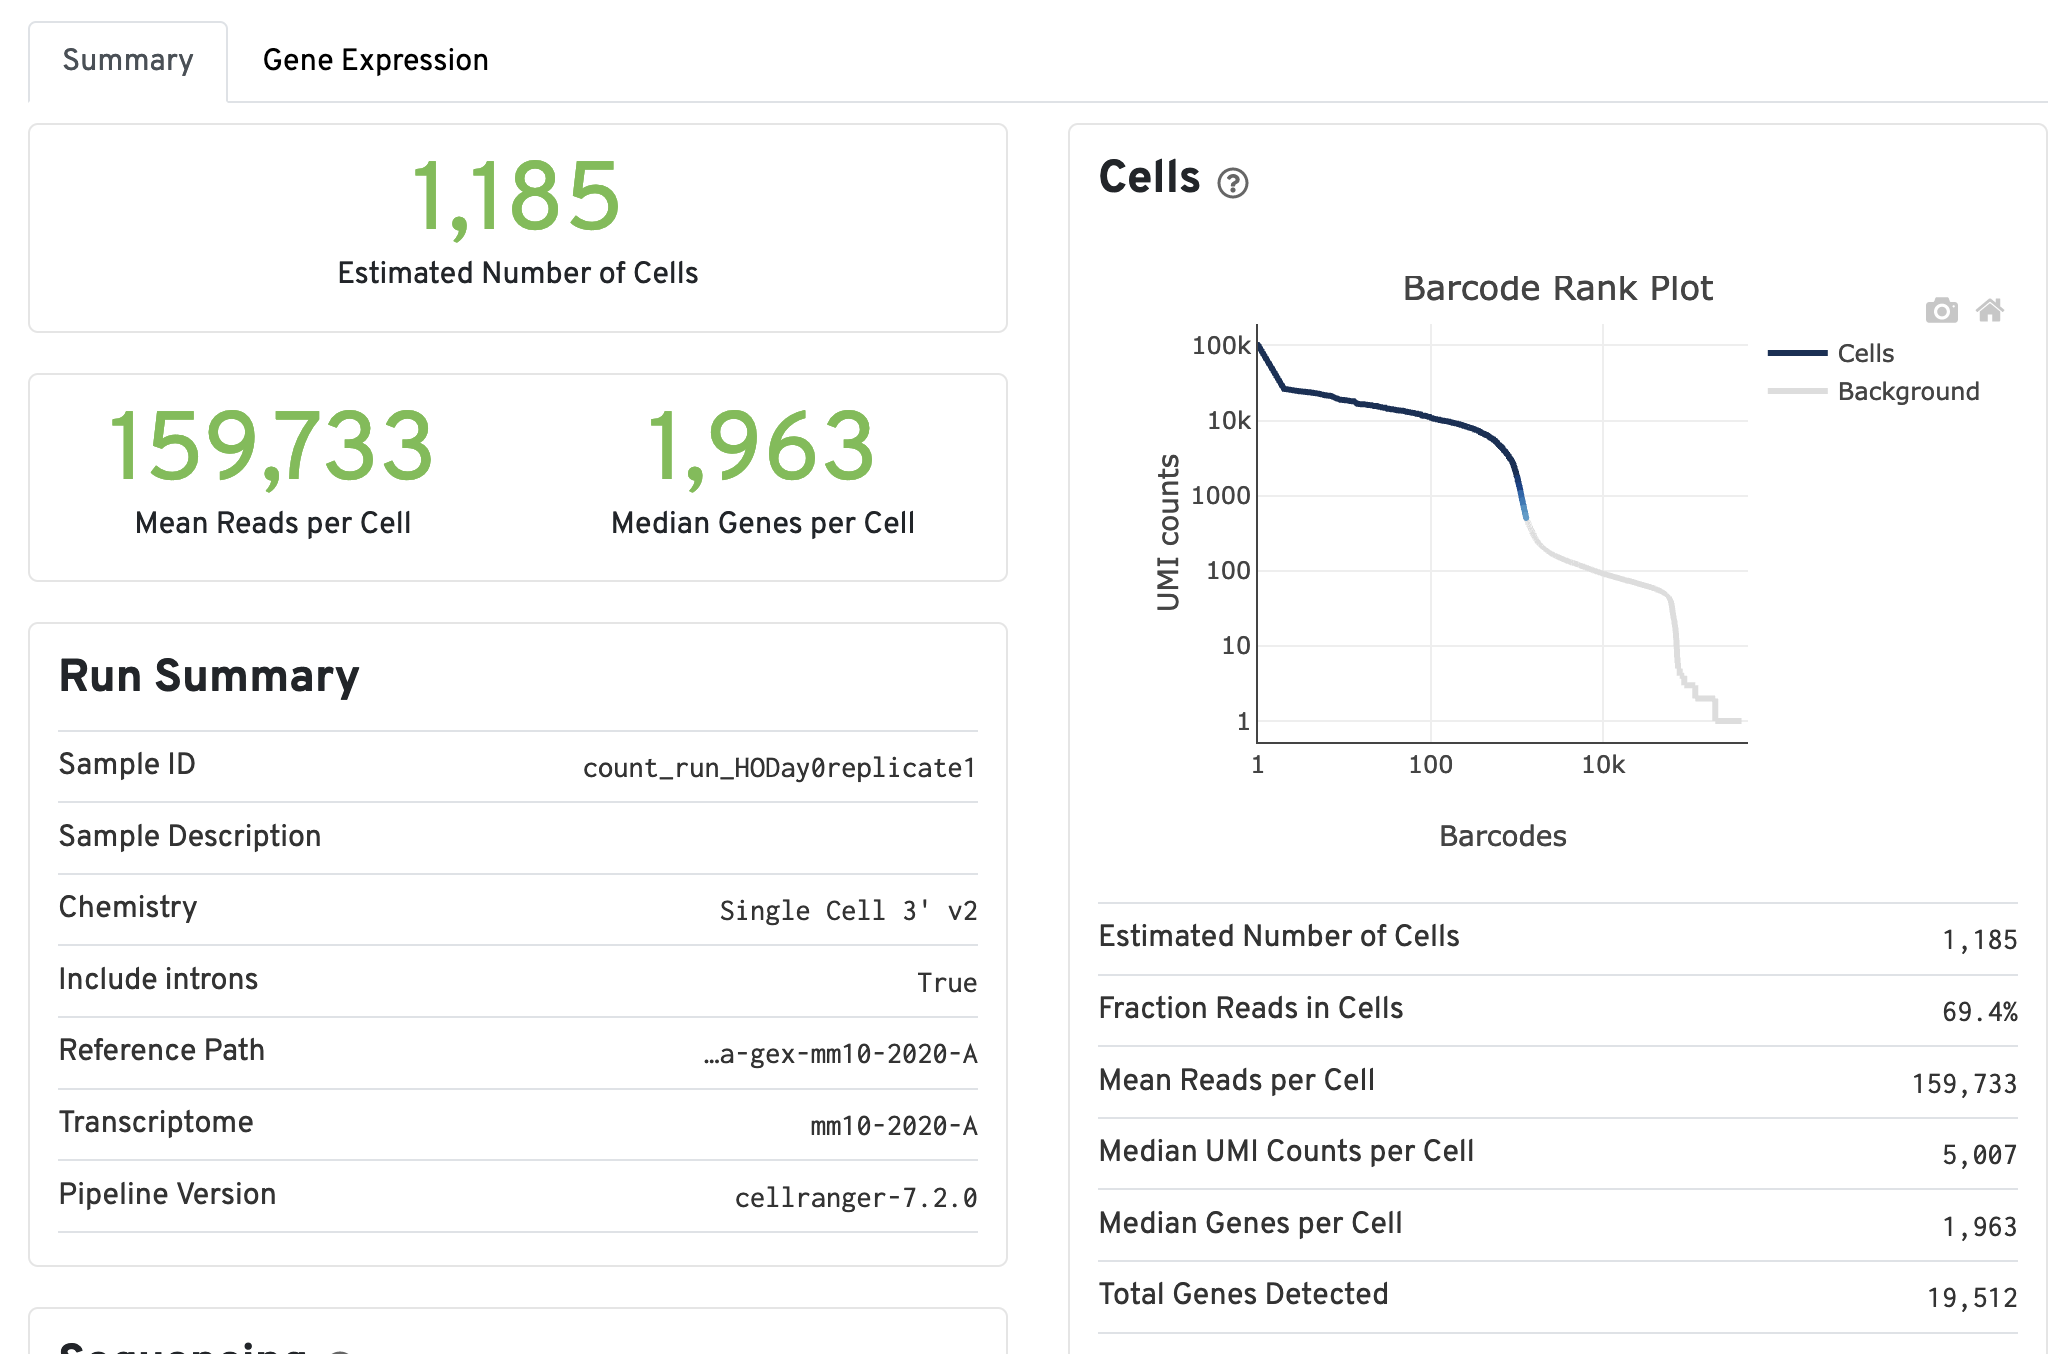 Summary
Gene Expression
1,185
Estimated Number of Cells
159,733
Mean Reads per Cell
1,963
Median Genes per Cell
Run Summary
Sample ID
count_run_HODay0replicate1
Sample Description
Chemistry
Single Cell 3' v2
Include introns
True
Reference Path
…a-gex-mm10-2020-A
Transcriptome
mm10-2020-A
Pipeline Version
cellranger-7.2.0
Sequencing
Cells ?
Barcode Rank Plot
100k
10k
1000
100
10
1
UMI counts
1
100
10k
Barcodes
Cells
Background
Estimated Number of Cells
1,185
Fraction Reads in Cells
69.4%
Mean Reads per Cell
159,733
Median UMI Counts per Cell
5,007
Median Genes per Cell
1,963
Total Genes Detected
19,512